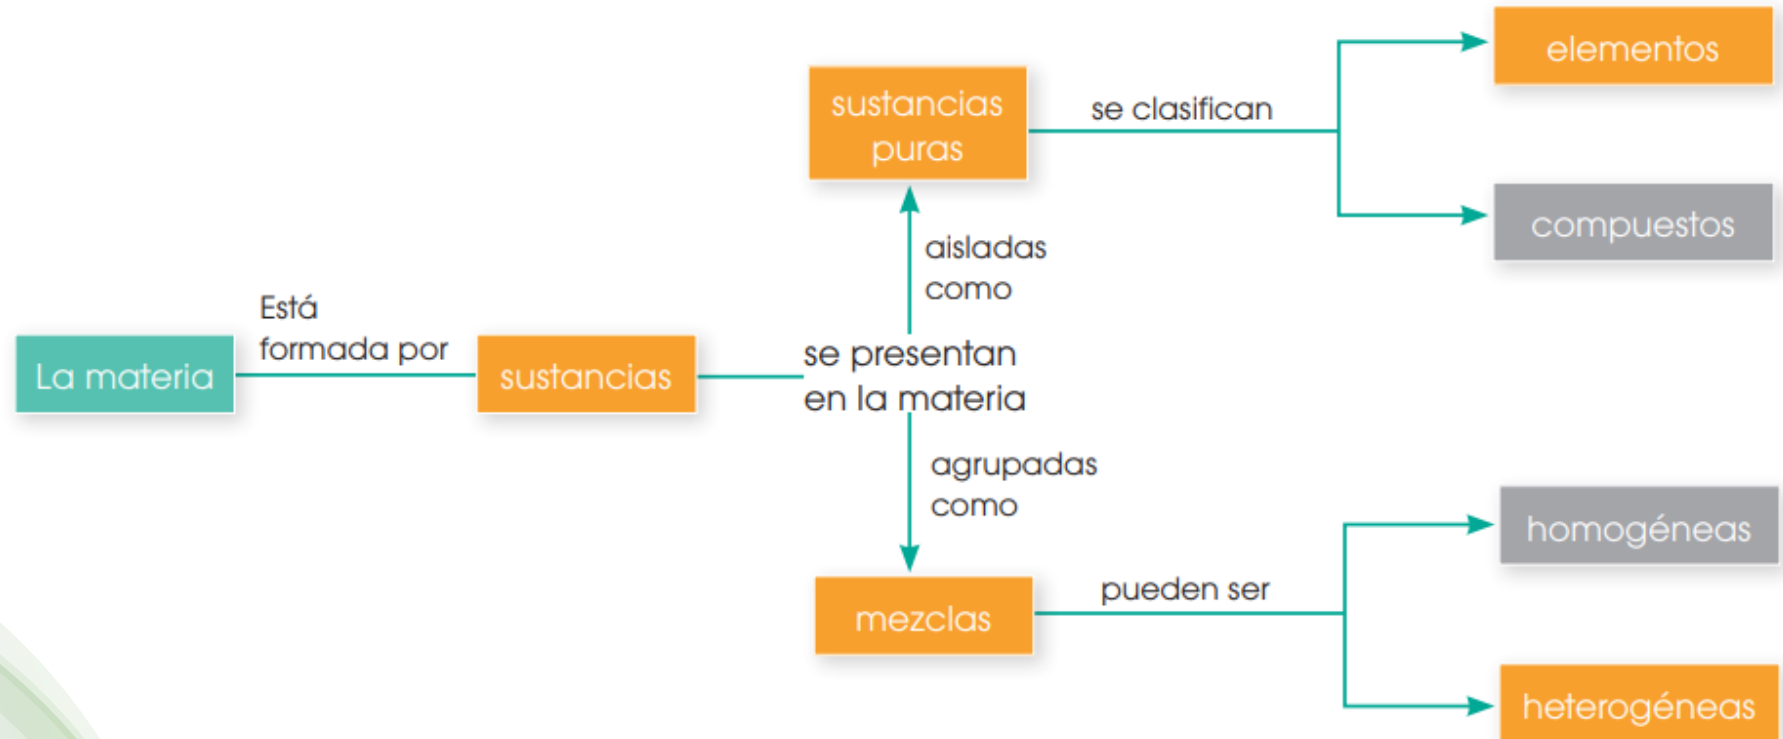 La materia
Está
formada por
sustancias
se presentan
en la materia
aisladas
como
sustancias
puras
se clasifican
elementos
compuestos
agrupadas
como
mezclas
pueden ser
homogéneas
heterogéneas